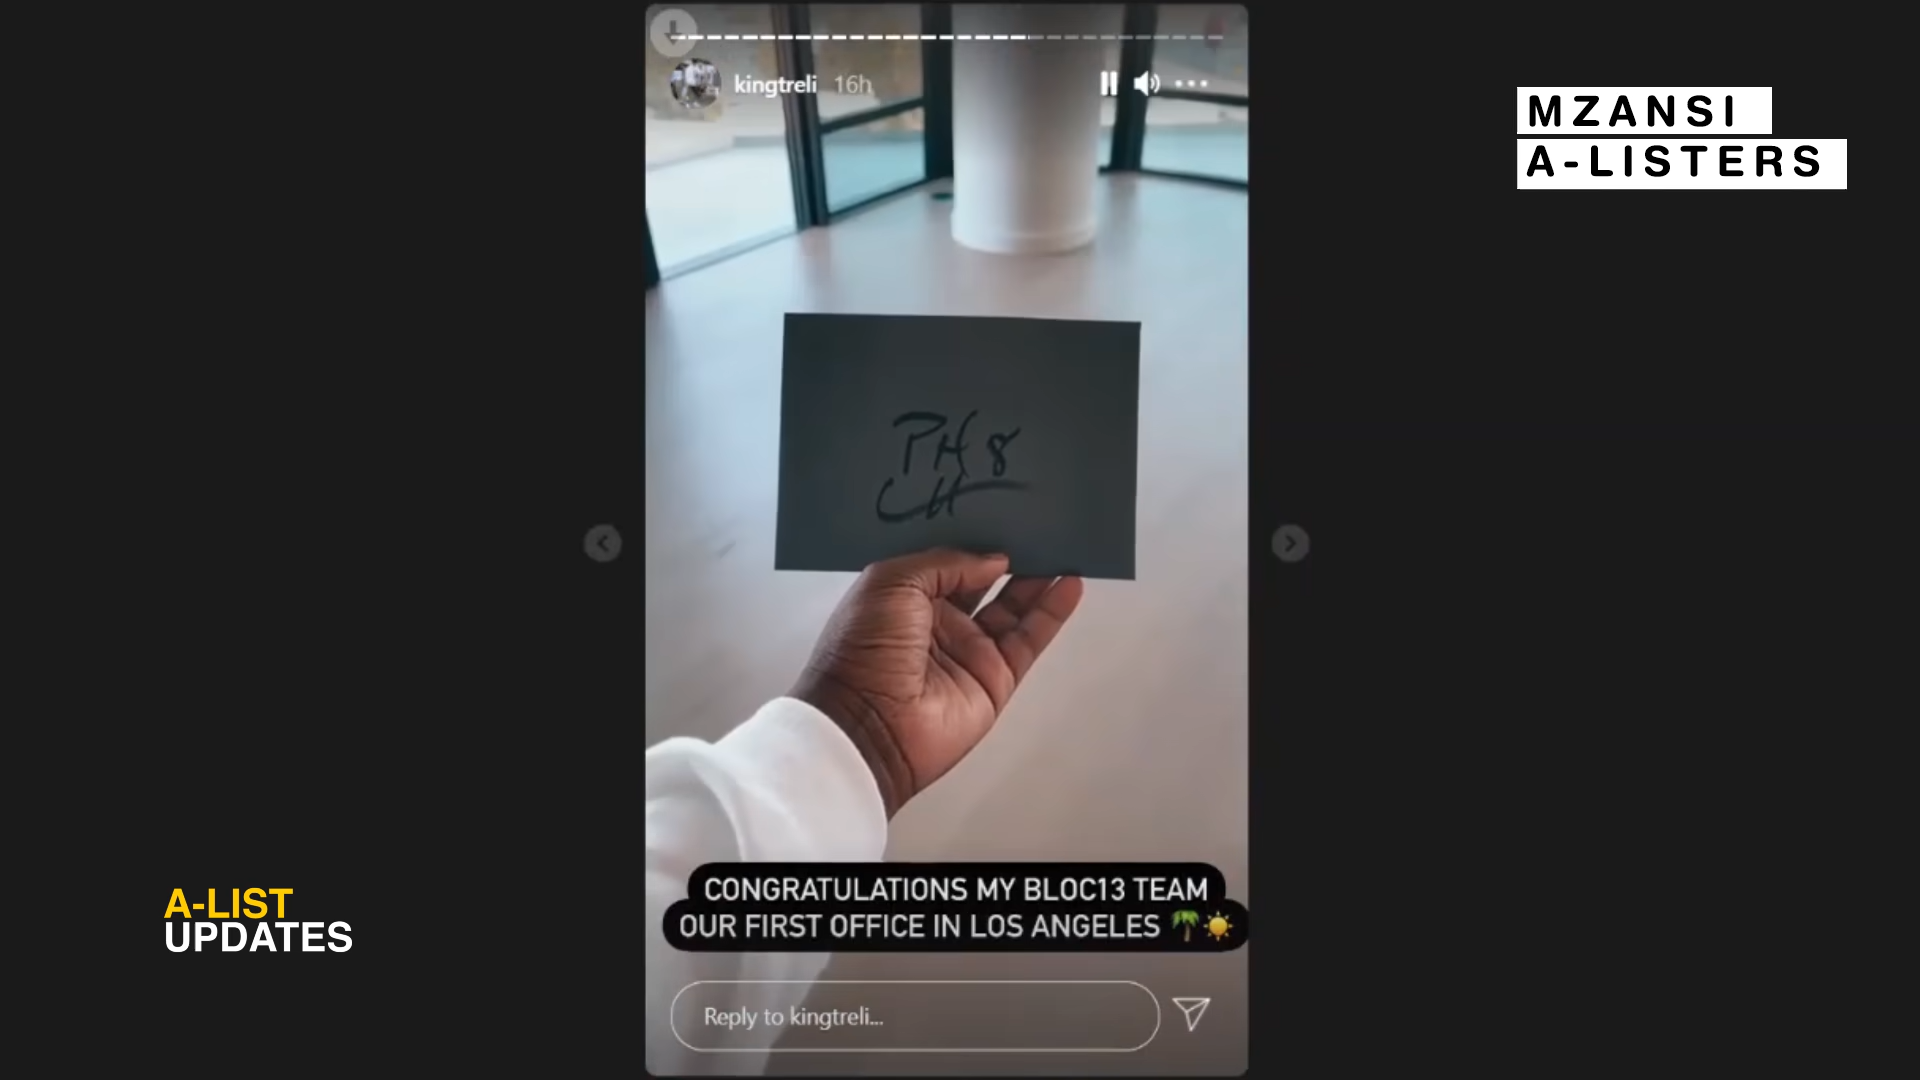 kingtreli 16h
MZANSI
A-LISTERS
PH 8
CONGRATULATIONS MY BLOC13 TEAM
OUR FIRST OFFICE IN LOS ANGELES 🌴☀️
A-LIST
UPDATES
Reply to kingtreli...